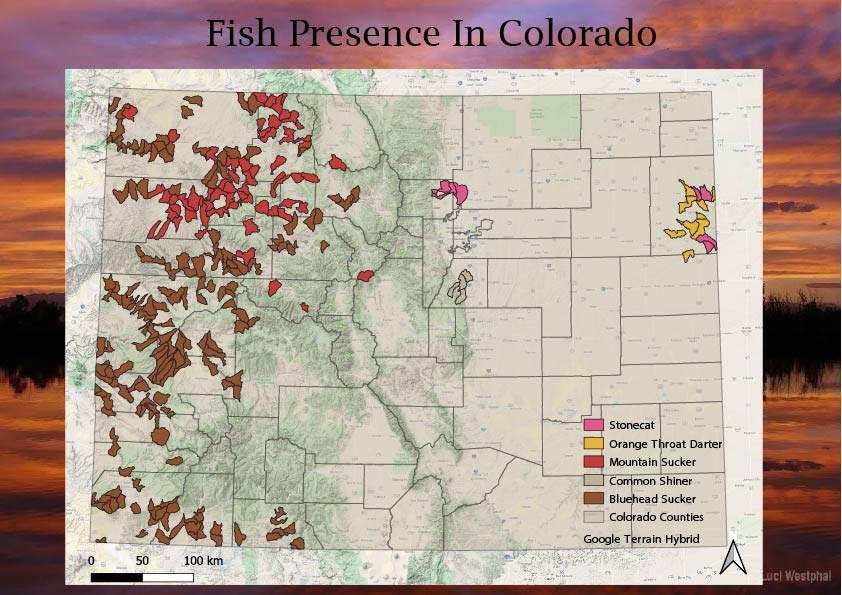 Fish Presence In Colorado
Stonecat
Orange Throat Darter
Mountain Sucker
Common Shiner
Bluehead Sucker
Colorado Counties
Google Terrain Hybrid
0 50 100 km
Luci Westphal